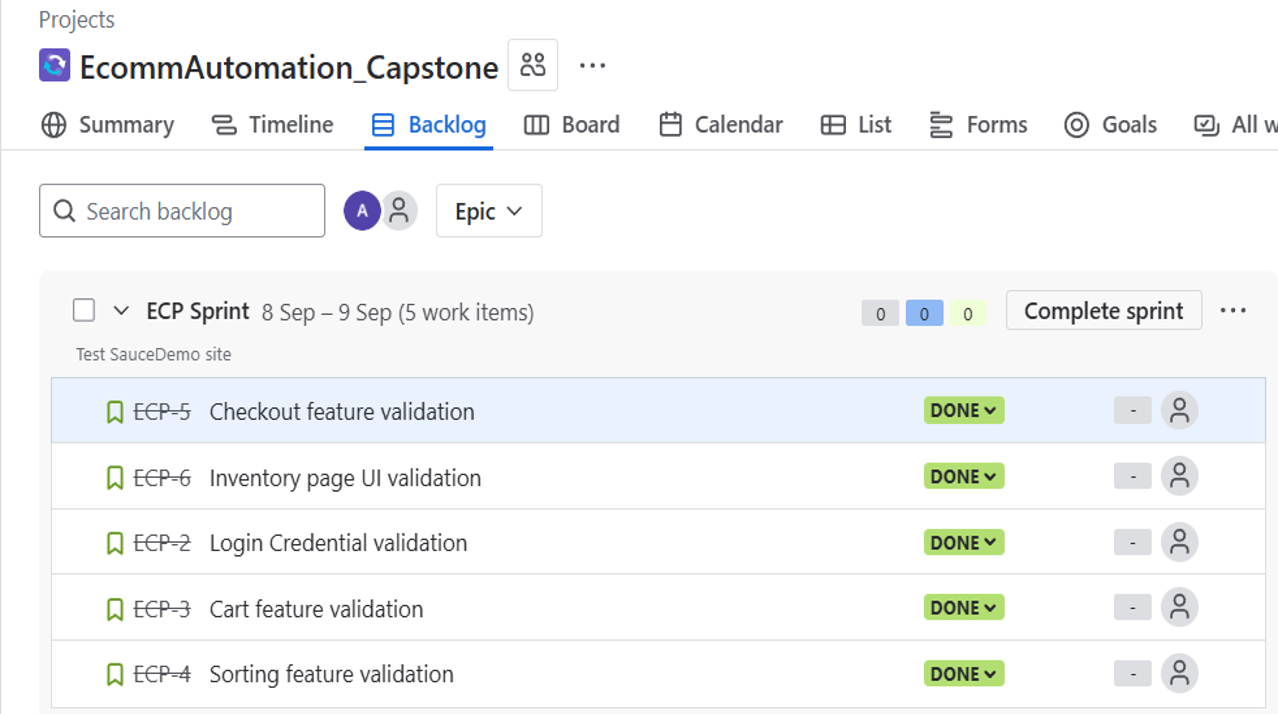 Projects
EcommAutomation_Capstone
Summary Timeline Backlog Board Calendar List Forms Goals All w
Search backlog A Epic
ECP Sprint 8 Sep – 9 Sep (5 work items) 0 0 0 Complete sprint
Test SauceDemo site
ECP-5 Checkout feature validation DONE -
ECP-6 Inventory page UI validation DONE -
ECP-2 Login Credential validation DONE -
ECP-3 Cart feature validation DONE -
ECP-4 Sorting feature validation DONE -